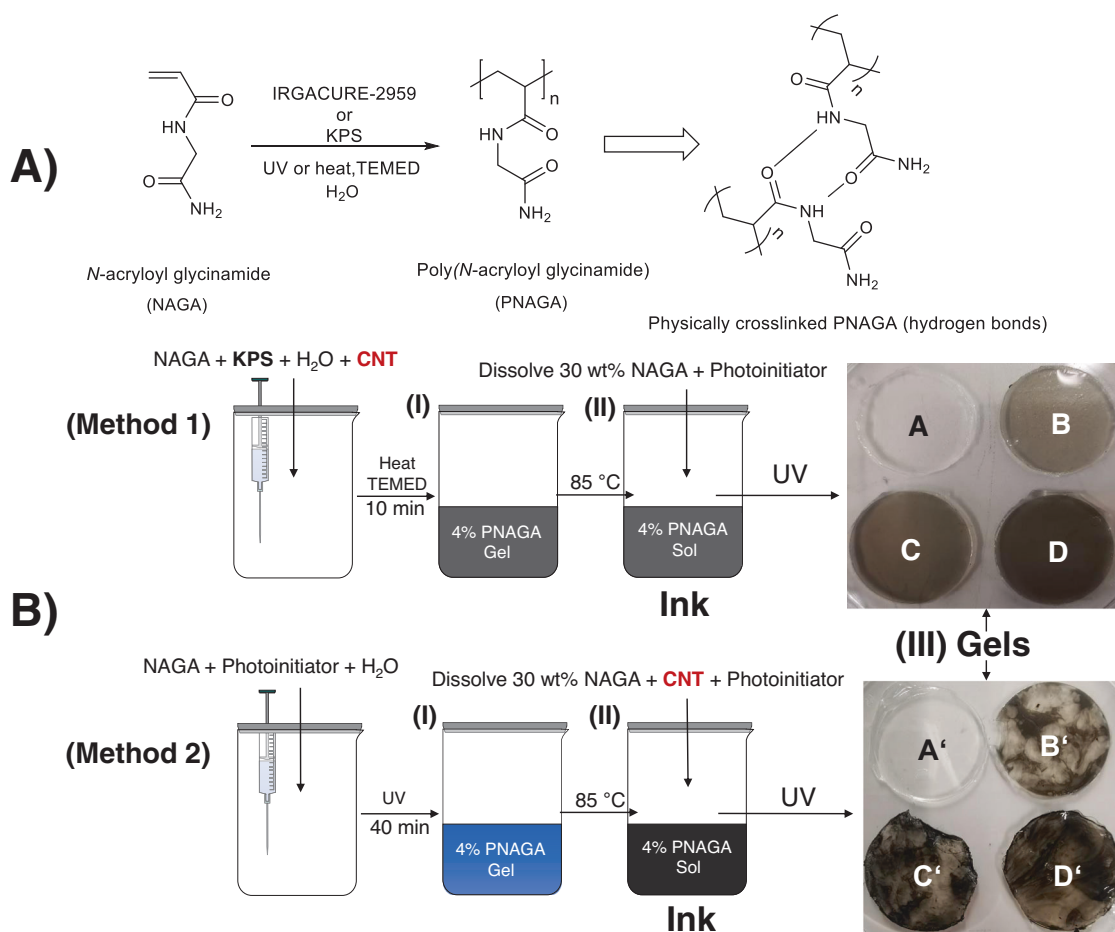 A)
O
HN
O
NH₂
IRGACURE-2959
or
KPS
UV or heat,TEMED
H₂O
n
HN
O
O
NH₂
n
O
HN
O
NH₂
O
NH
n
O
NH₂
N-acryloyl glycinamide
(NAGA)
Poly(N-acryloyl glycinamide)
(PNAGA)
Physically crosslinked PNAGA (hydrogen bonds)
B)
(Method 1)
NAGA + KPS + H₂O + CNT
Heat
TEMED
10 min
(I)
4% PNAGA
Gel
85 °C
Dissolve 30 wt% NAGA + Photoinitiator
(II)
4% PNAGA
Sol
Ink
UV
A
B
C
D
(III) Gels
(Method 2)
NAGA + Photoinitiator + H₂O
UV
40 min
(I)
4% PNAGA
Gel
85 °C
Dissolve 30 wt% NAGA + CNT + Photoinitiator
(II)
4% PNAGA
Sol
Ink
UV
A‘
B‘
C‘
D‘